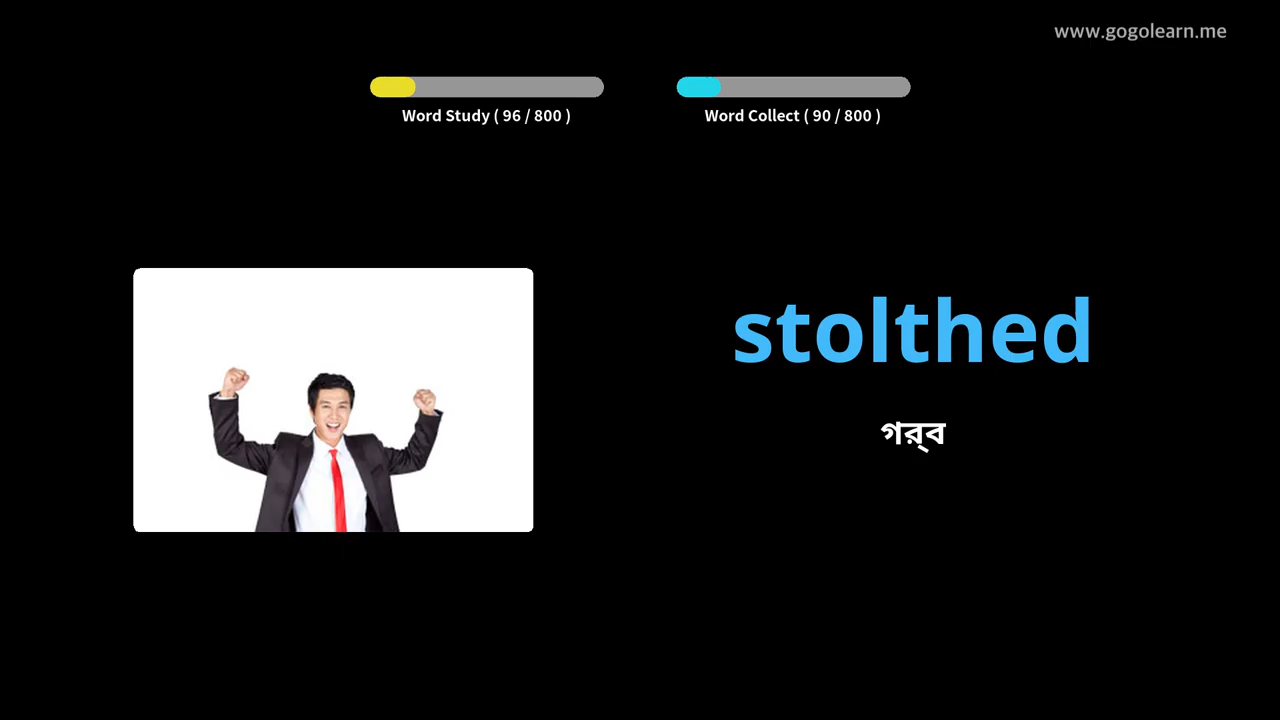 www.gogolearn.me
Word Study ( 96 / 800 )
Word Collect ( 90 / 800 )
stolthed
গর্ব